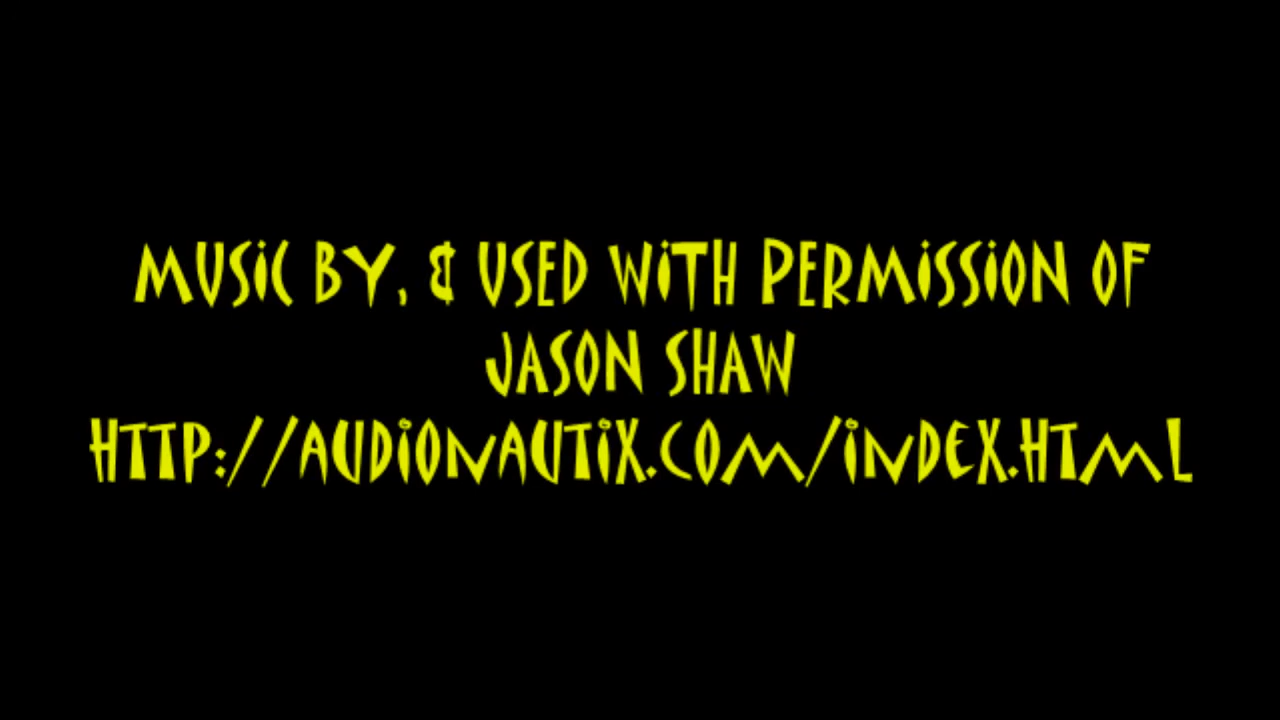 MUSIC BY, & USED WITH PERMISSION OF
JASON SHAW
HTTP://AUDIONAUTIX.COM/INDEX.HTML